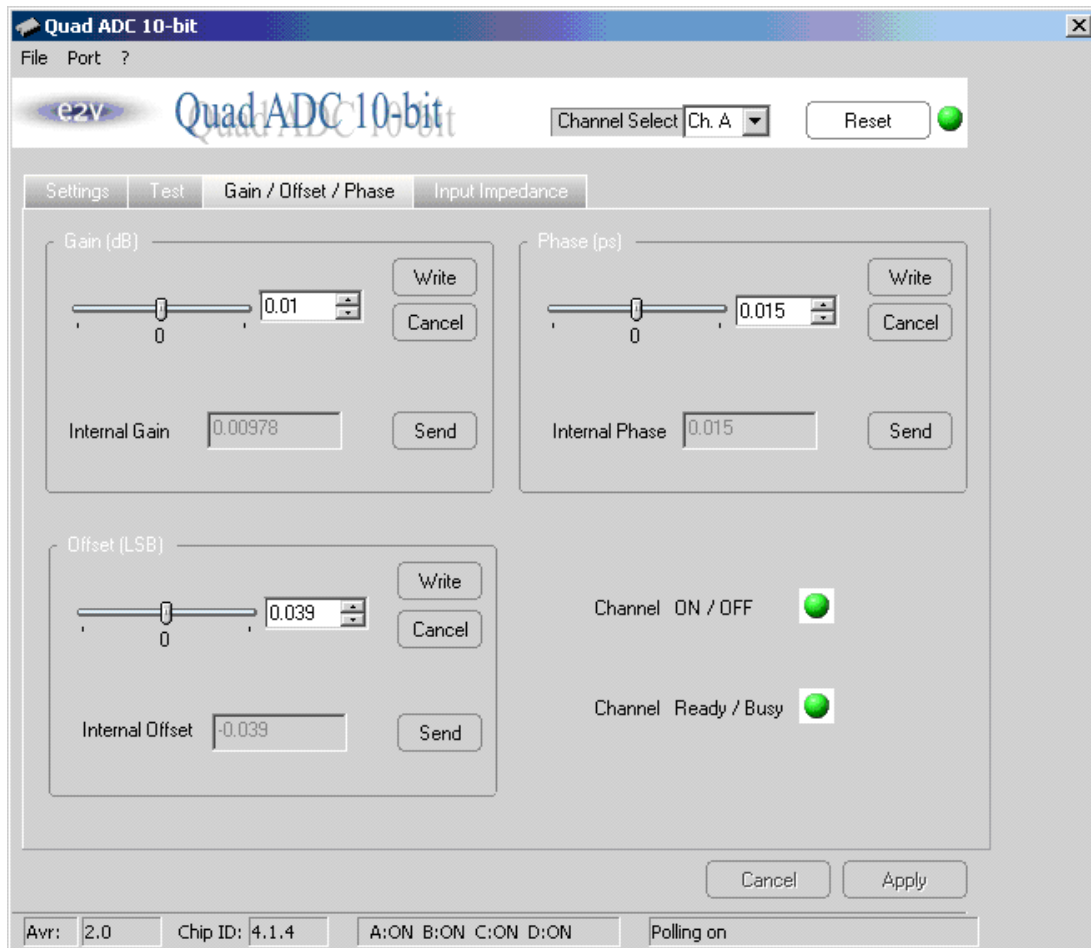 Quad ADC 10-bit
File Port ?
e2v Quad ADC 10-bit Channel Select Ch. A Reset
Settings Test Gain / Offset / Phase Input Impedance
Gain (dB)
0.01
0
Write
Cancel
Internal Gain 0.00978 Send
Phase (ps)
0.015
0
Write
Cancel
Internal Phase 0.015 Send
Offset (LSB)
0.039
0
Write
Cancel
Internal Offset -0.039 Send
Channel ON / OFF
Channel Ready / Busy
Cancel Apply
Avr: 2.0 Chip ID: 4.1.4 A:ON B:ON C:ON D:ON Polling on